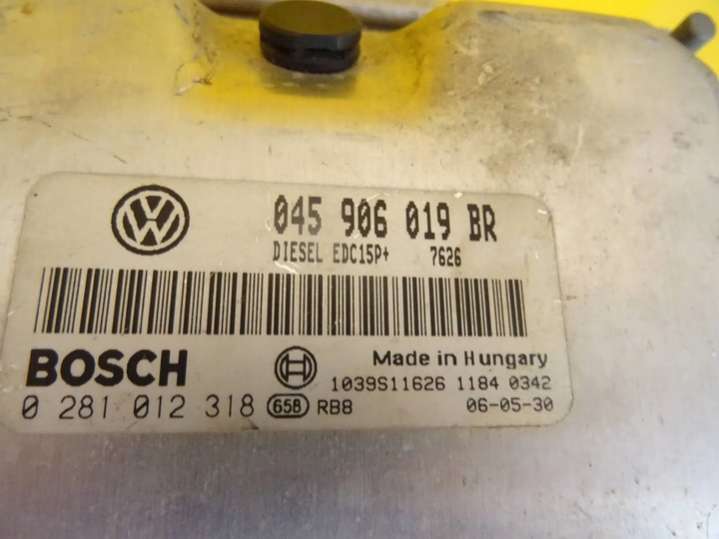 045 906 019 BR
DIESEL EDC15P+ 7626
BOSCH
Made in Hungary
1039S11626 1184 0342
0 281 012 318 65B RB8 06-05-30